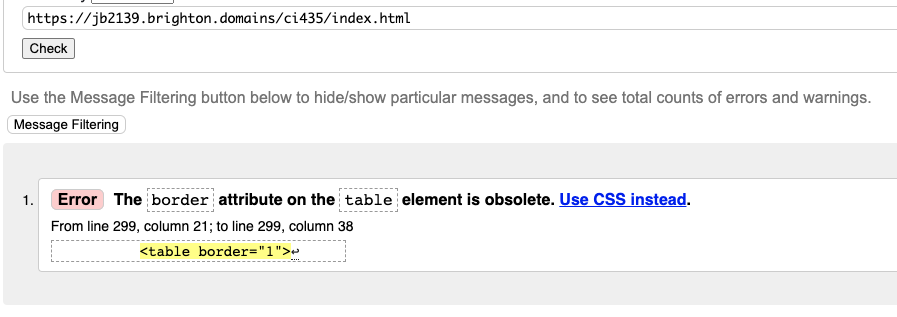 https://jb2139.brighton.domains/ci435/index.html
Check
Use the Message Filtering button below to hide/show particular messages, and to see total counts of errors and warnings.
Message Filtering
1. Error The border attribute on the table element is obsolete. Use CSS instead.
From line 299, column 21; to line 299, column 38
<table border="1">↩